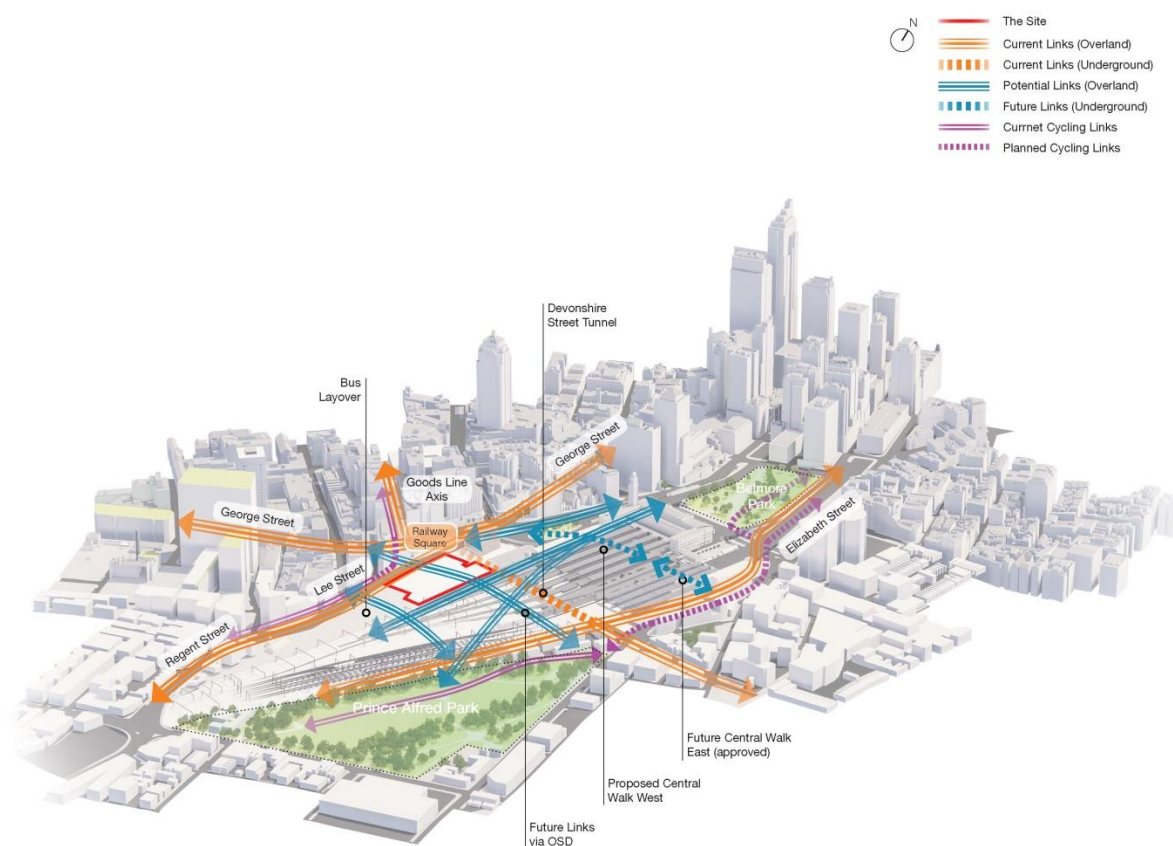 N
The Site
Current Links (Overland)
Current Links (Underground)
Potential Links (Overland)
Future Links (Underground)
Currnet Cycling Links
Planned Cycling Links
Devonshire
Street Tunnel
Bus
Layover
George Street
Goods Line
Axis
George Street
Railway
Square
Belmore
Park
Elizabeth Street
Lee Street
Regent Street
Prince Alfred Park
Future Central Walk
East (approved)
Proposed Central
Walk West
Future Links
via OSD